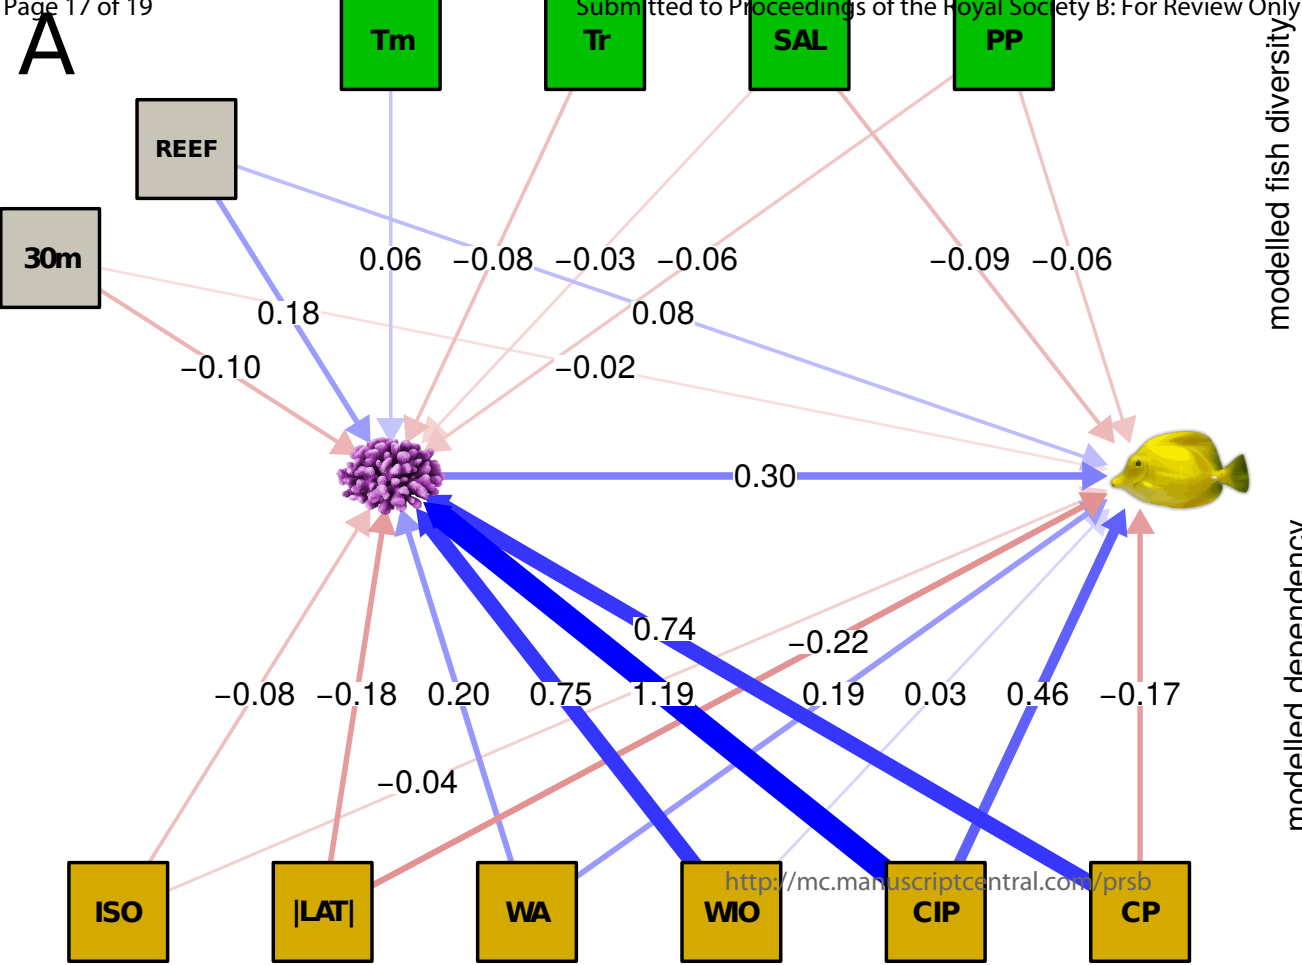 Page 17 of 19
Submitted to Proceedings of the Royal Society B: For Review Only
A
Tm
Tr
SAL
PP
REEF
30m
0.06
−0.08
−0.03
−0.06
−0.09
−0.06
0.18
0.08
−0.10
−0.02
0.30
0.74
−0.22
−0.08
−0.18
0.20
0.75
1.19
0.19
0.03
0.46
−0.17
−0.04
http://mc.manuscriptcentral.com/prsb
ISO
|LAT|
WA
WIO
CIP
CP
modelled fish diversity
modelled dependency